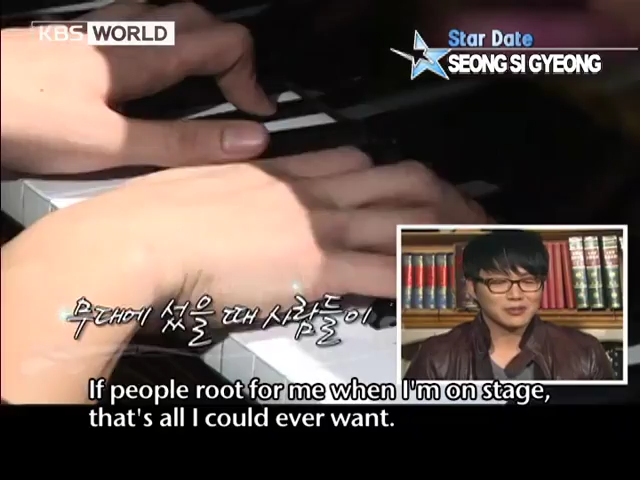 KBS WORLD
Star Date
SEONG SI GYEONG
무대에 섰을 때 사람들이
If people root for me when I'm on stage,
that's all I could ever want.